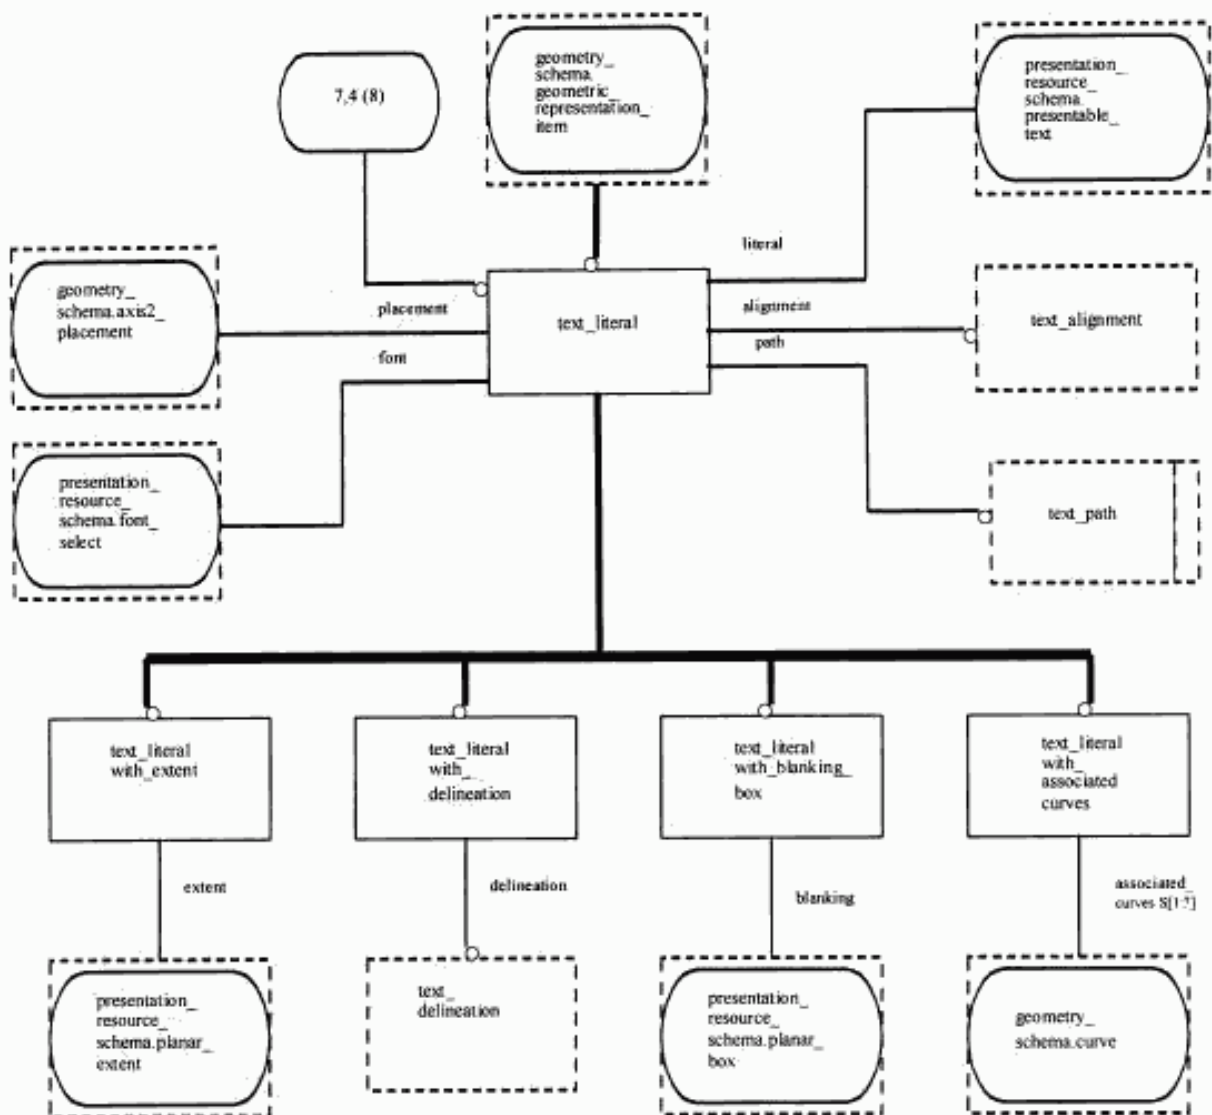 7,4 (8)
geometry_
schema.
geometric_
representation_
item
presentation_
resource_
schema.
presentable_
text
literal
geometry_
schema.axis2_
placement
placement
text_literal
alignment
text_alignment
font
path
presentation_
resource_
schema.font_
select
text_path
text_literal
with_extent
text_literal
with_
delineation
text_literal
with_blanking_
box
text_literal
with_
associated
curves
extent
delineation
blanking
associated_
curves S[1:?]
presentation_
resource_
schema.planar_
extent
text_
delineation
presentation_
resource_
schema.planar_
box
geometry_
schema.curve